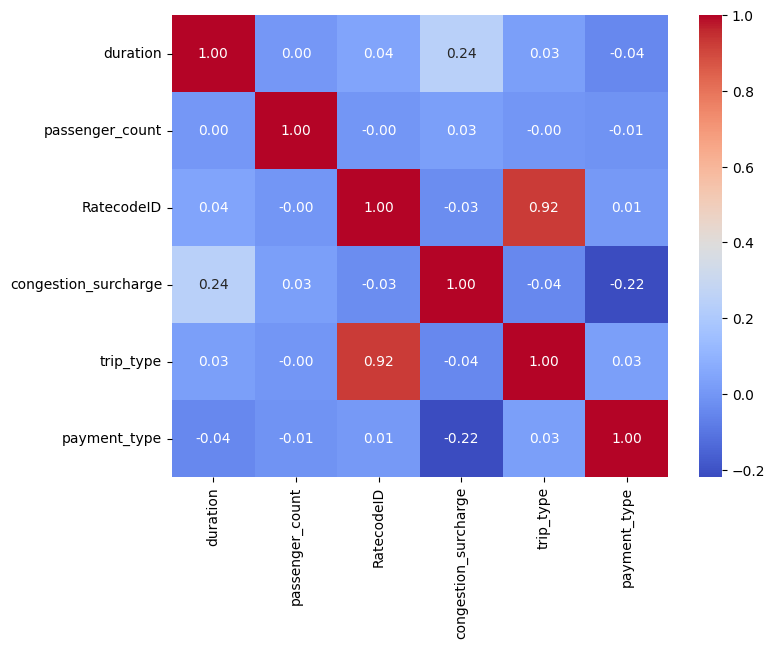 duration 1.00 0.00 0.04 0.24 0.03 -0.04
passenger_count 0.00 1.00 -0.00 0.03 -0.00 -0.01
RatecodeID 0.04 -0.00 1.00 -0.03 0.92 0.01
congestion_surcharge 0.24 0.03 -0.03 1.00 -0.04 -0.22
trip_type 0.03 -0.00 0.92 -0.04 1.00 0.03
payment_type -0.04 -0.01 0.01 -0.22 0.03 1.00
duration
passenger_count
RatecodeID
congestion_surcharge
trip_type
payment_type
1.0
0.8
0.6
0.4
0.2
0.0
−0.2